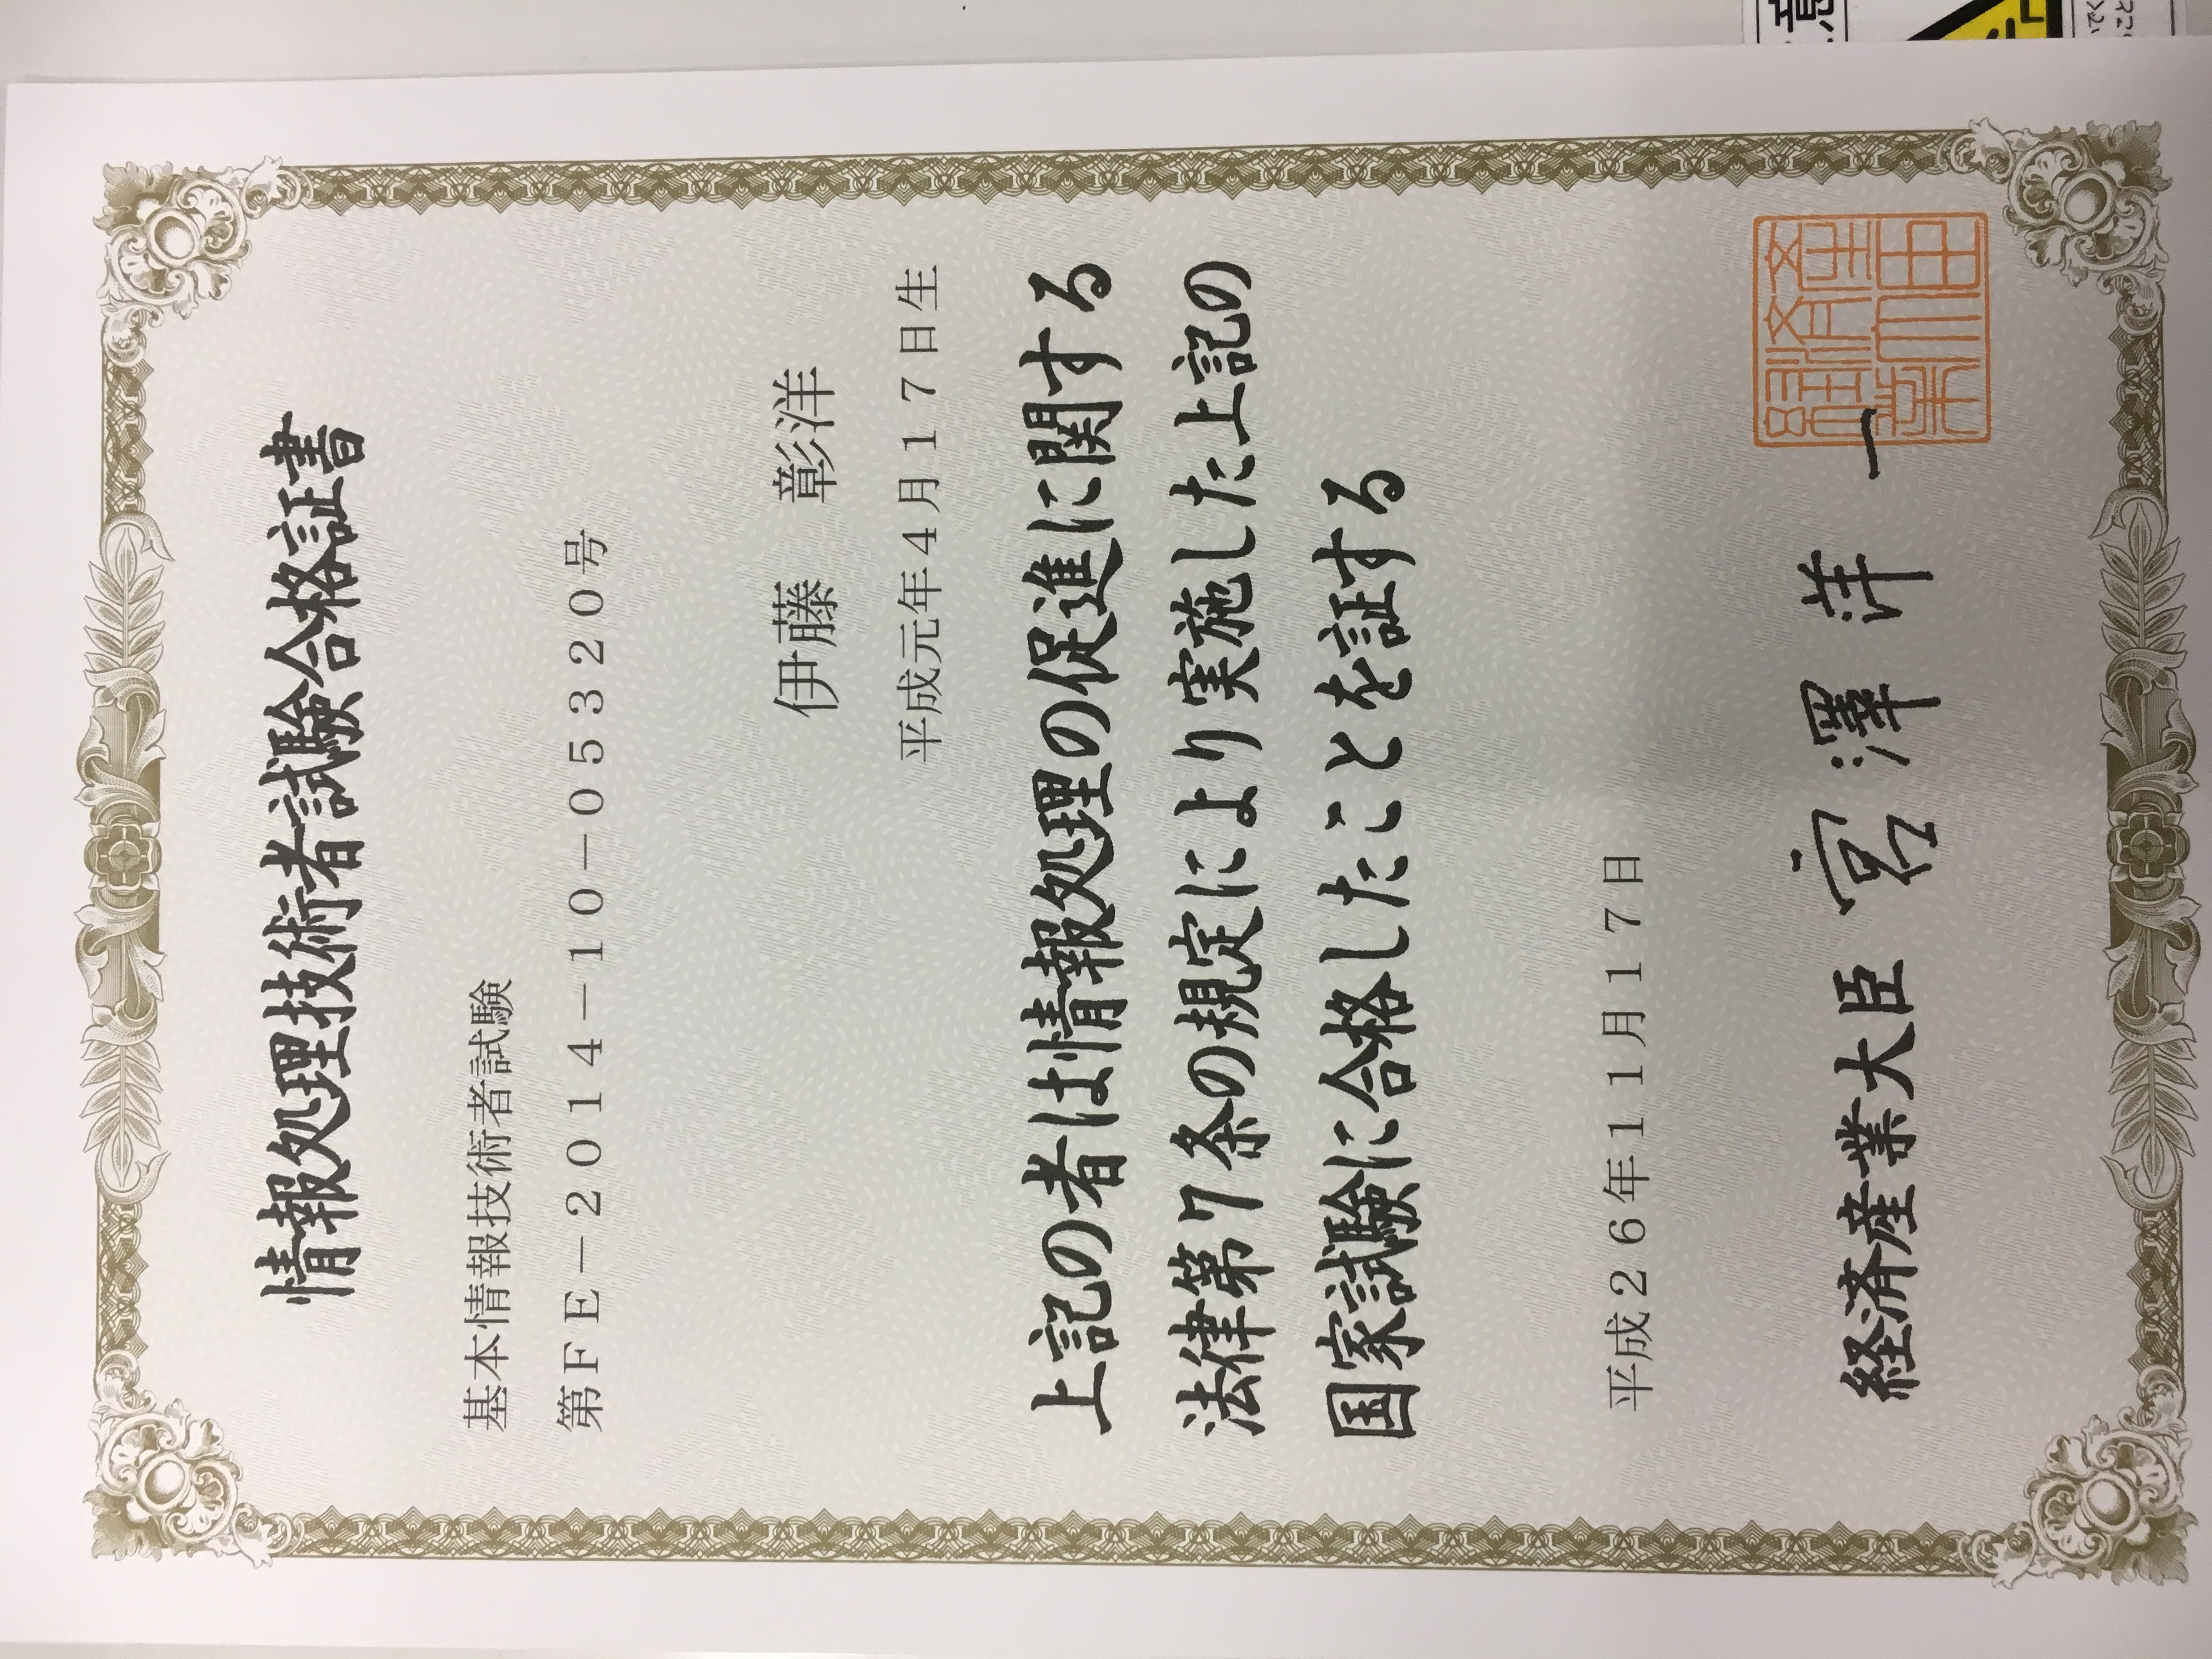 情報処理技術者試験合格証書
基本情報技術者試験
第ＦＥ－２０１４－１０－０５３２０号
伊藤　彰洋
平成元年４月１７日生
上記の者は情報処理の促進に関する
法律第７条の規定により実施した上記の
国家試験に合格したことを証する
平成２６年１１月１７日
経済産業大臣 宮澤洋一
経済産業大臣
意
いでく
こと